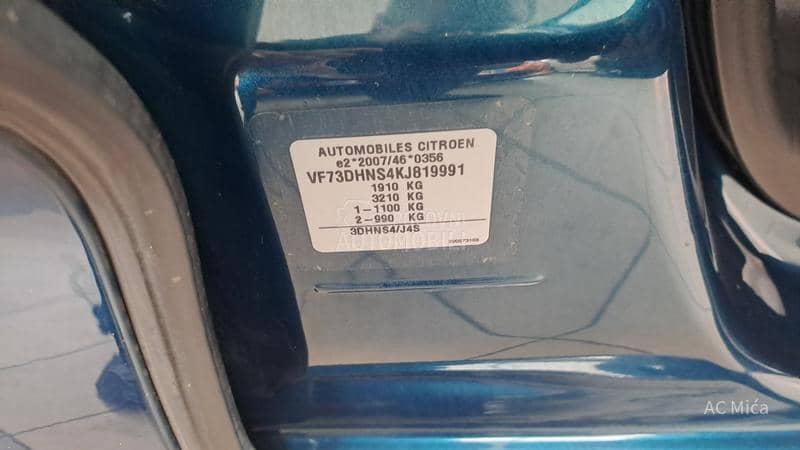 AUTOMOBILES CITROEN
e2*2007/46*0356
VF73DHNS4KJ819991
1910 KG
3210 KG
1-1100 KG
2-990 KG
3DHNS4/J4S
AUTOMOBILI
AC Mića